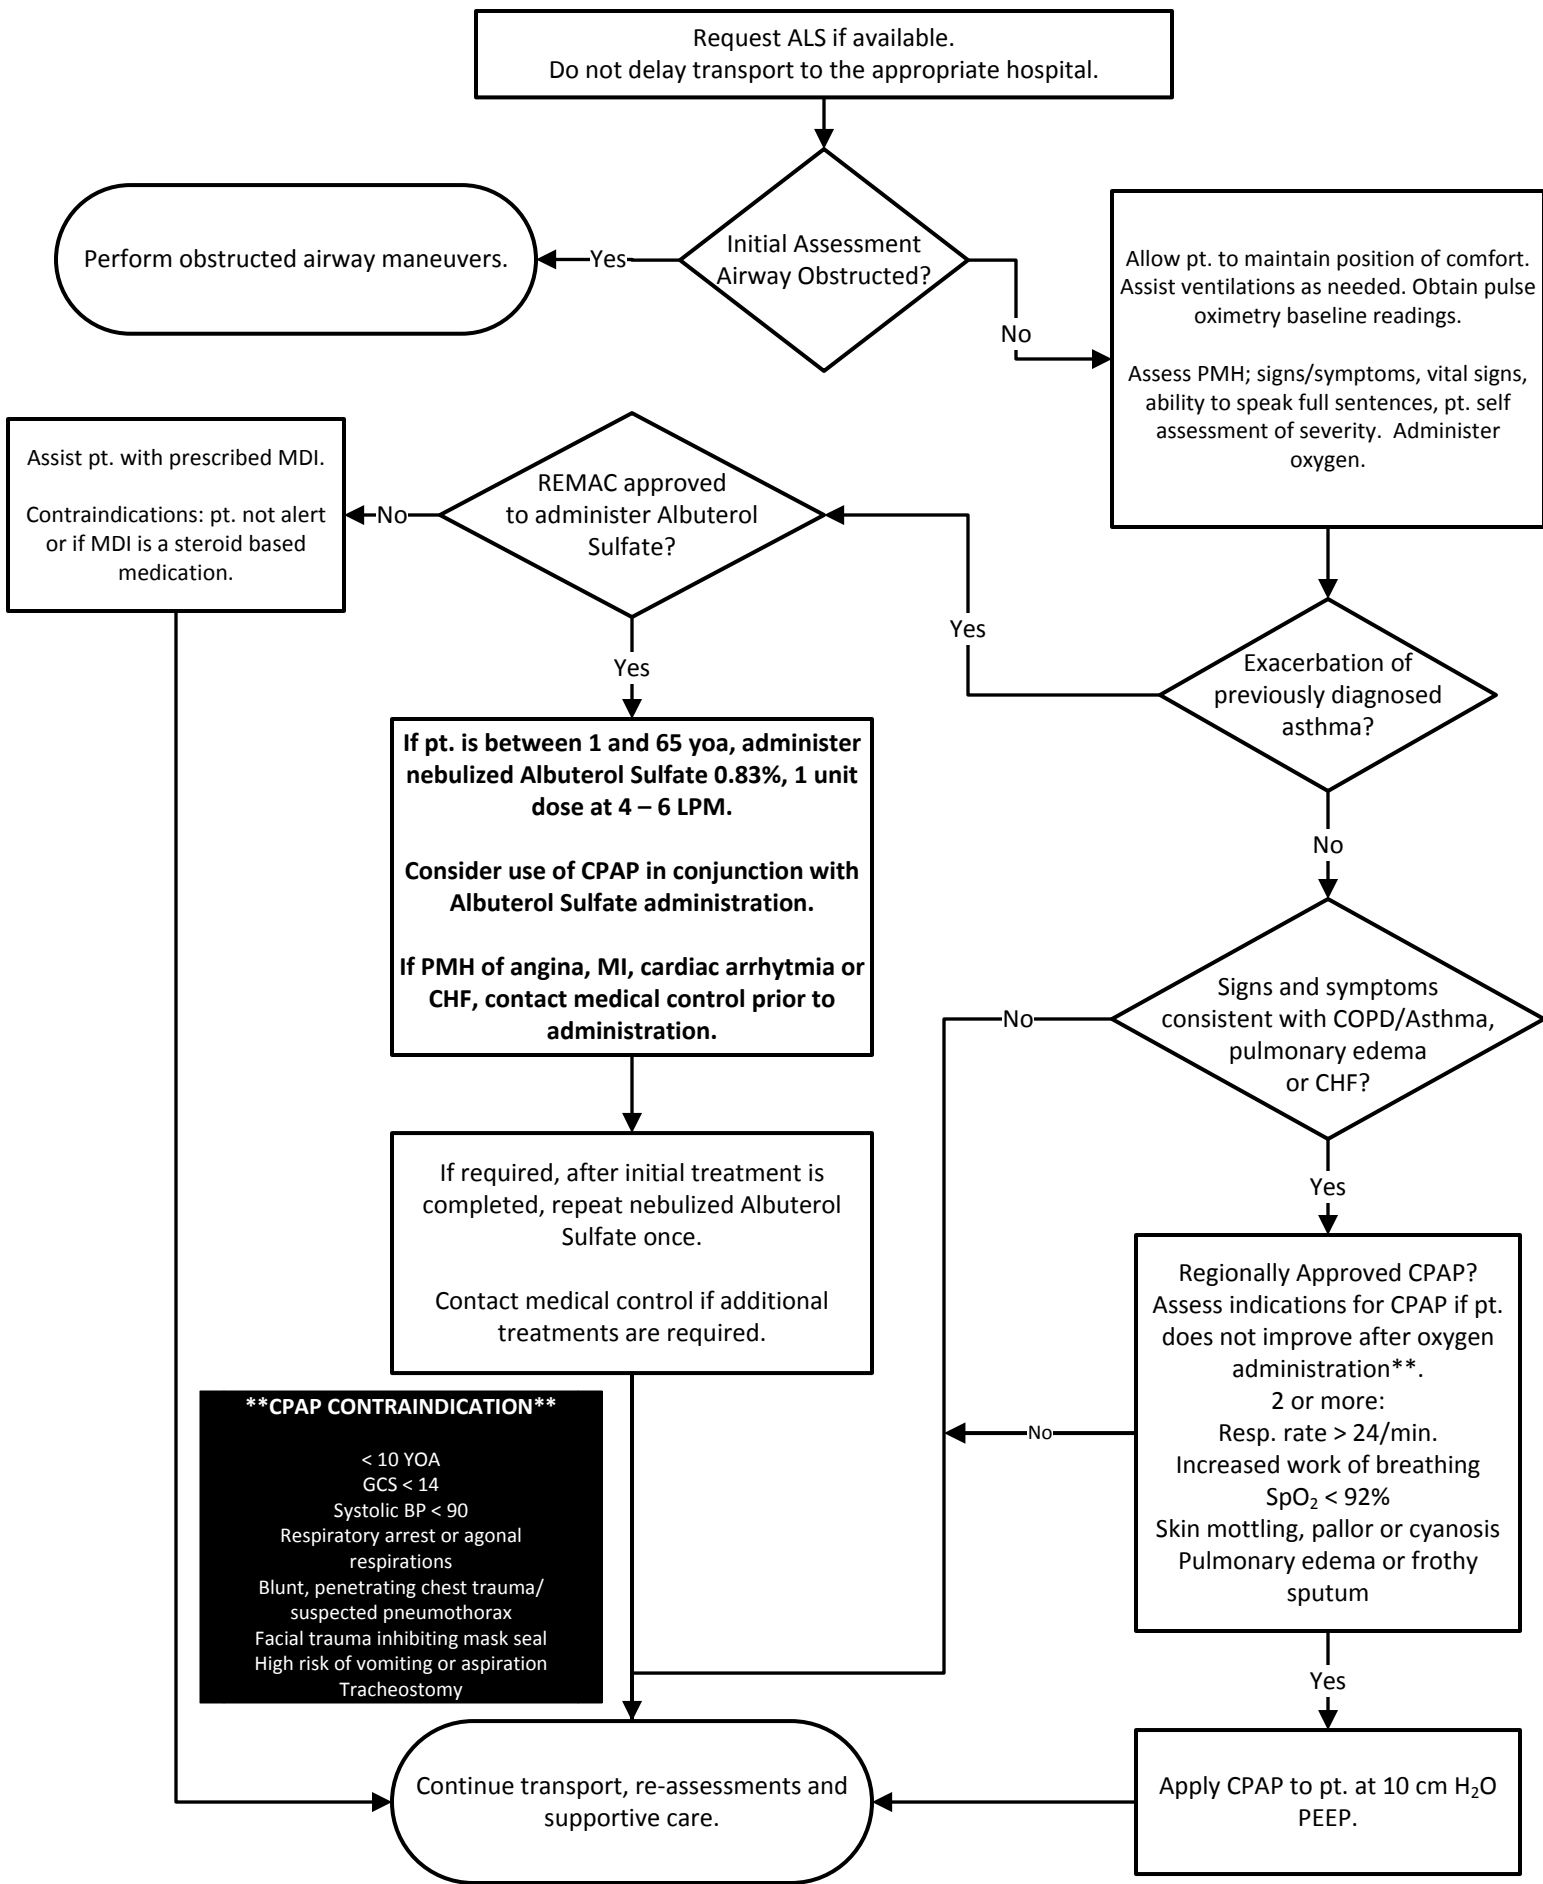 Request ALS if available.
Do not delay transport to the appropriate hospital.
Initial Assessment
Airway Obstructed?
Yes
Perform obstructed airway maneuvers.
No
Allow pt. to maintain position of comfort.
Assist ventilations as needed. Obtain pulse
oximetry baseline readings.
Assess PMH; signs/symptoms, vital signs,
ability to speak full sentences, pt. self
assessment of severity.  Administer
oxygen.
Exacerbation of
previously diagnosed
asthma?
Yes
REMAC approved
to administer Albuterol
Sulfate?
No
Assist pt. with prescribed MDI.
Contraindications: pt. not alert
or if MDI is a steroid based
medication.
Yes
If pt. is between 1 and 65 yoa, administer
nebulized Albuterol Sulfate 0.83%, 1 unit
dose at 4 – 6 LPM.
Consider use of CPAP in conjunction with
Albuterol Sulfate administration.
If PMH of angina, MI, cardiac arrhytmia or
CHF, contact medical control prior to
administration.
If required, after initial treatment is
completed, repeat nebulized Albuterol
Sulfate once.
Contact medical control if additional
treatments are required.
No
Signs and symptoms
consistent with COPD/Asthma,
pulmonary edema
or CHF?
No
Yes
Regionally Approved CPAP?
Assess indications for CPAP if pt.
does not improve after oxygen
administration**.
2 or more:
Resp. rate > 24/min.
Increased work of breathing
SpO₂ < 92%
Skin mottling, pallor or cyanosis
Pulmonary edema or frothy
sputum
No
Yes
Apply CPAP to pt. at 10 cm H₂O
PEEP.
**CPAP CONTRAINDICATION**
< 10 YOA
GCS < 14
Systolic BP < 90
Respiratory arrest or agonal
respirations
Blunt, penetrating chest trauma/
suspected pneumothorax
Facial trauma inhibiting mask seal
High risk of vomiting or aspiration
Tracheostomy
Continue transport, re-assessments and
supportive care.